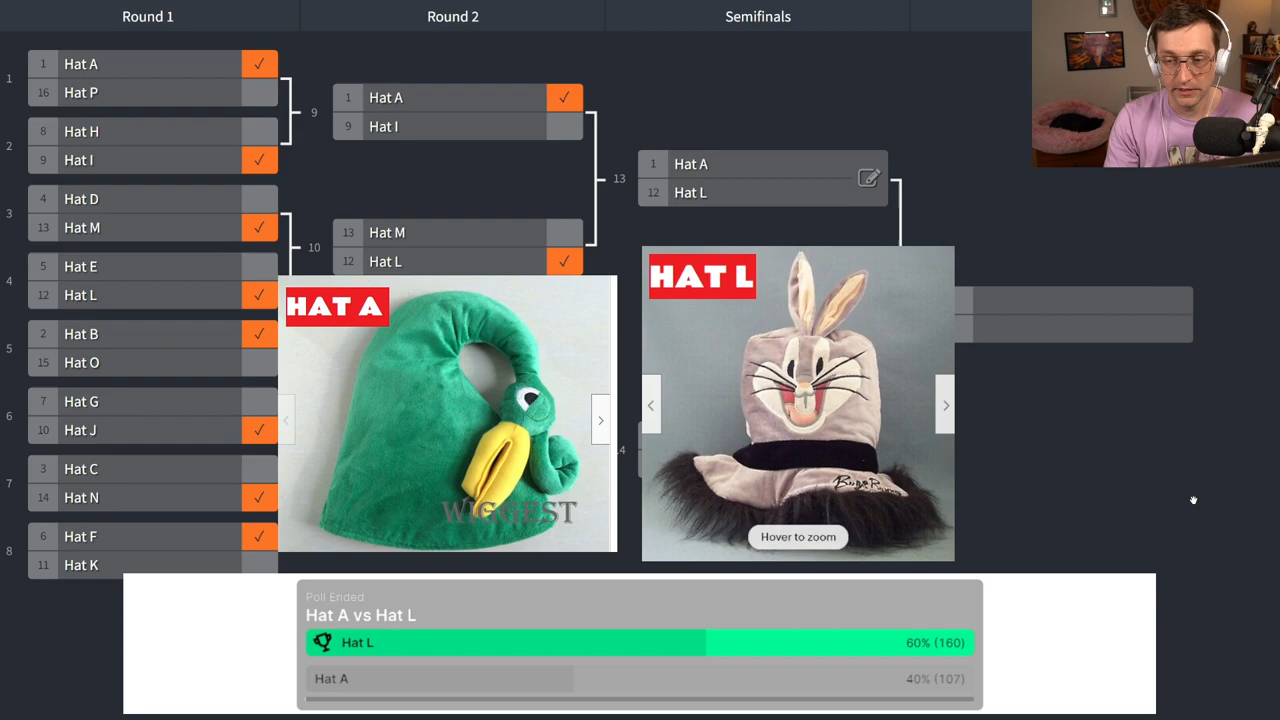 Round 1
Round 2
Semifinals
1
1 Hat A ✓
16 Hat P
2
8 Hat H
9 Hat I ✓
3
4 Hat D
13 Hat M ✓
4
5 Hat E
12 Hat L ✓
5
2 Hat B ✓
15 Hat O
6
7 Hat G
10 Hat J ✓
7
3 Hat C
14 Hat N ✓
8
6 Hat F ✓
11 Hat K
9
1 Hat A ✓
9 Hat I
10
13 Hat M
12 Hat L ✓
13
1 Hat A
12 Hat L
HAT A
WIGGEST
HAT L
Hover to zoom
Poll Ended
Hat A vs Hat L
Hat L 60% (160)
Hat A 40% (107)